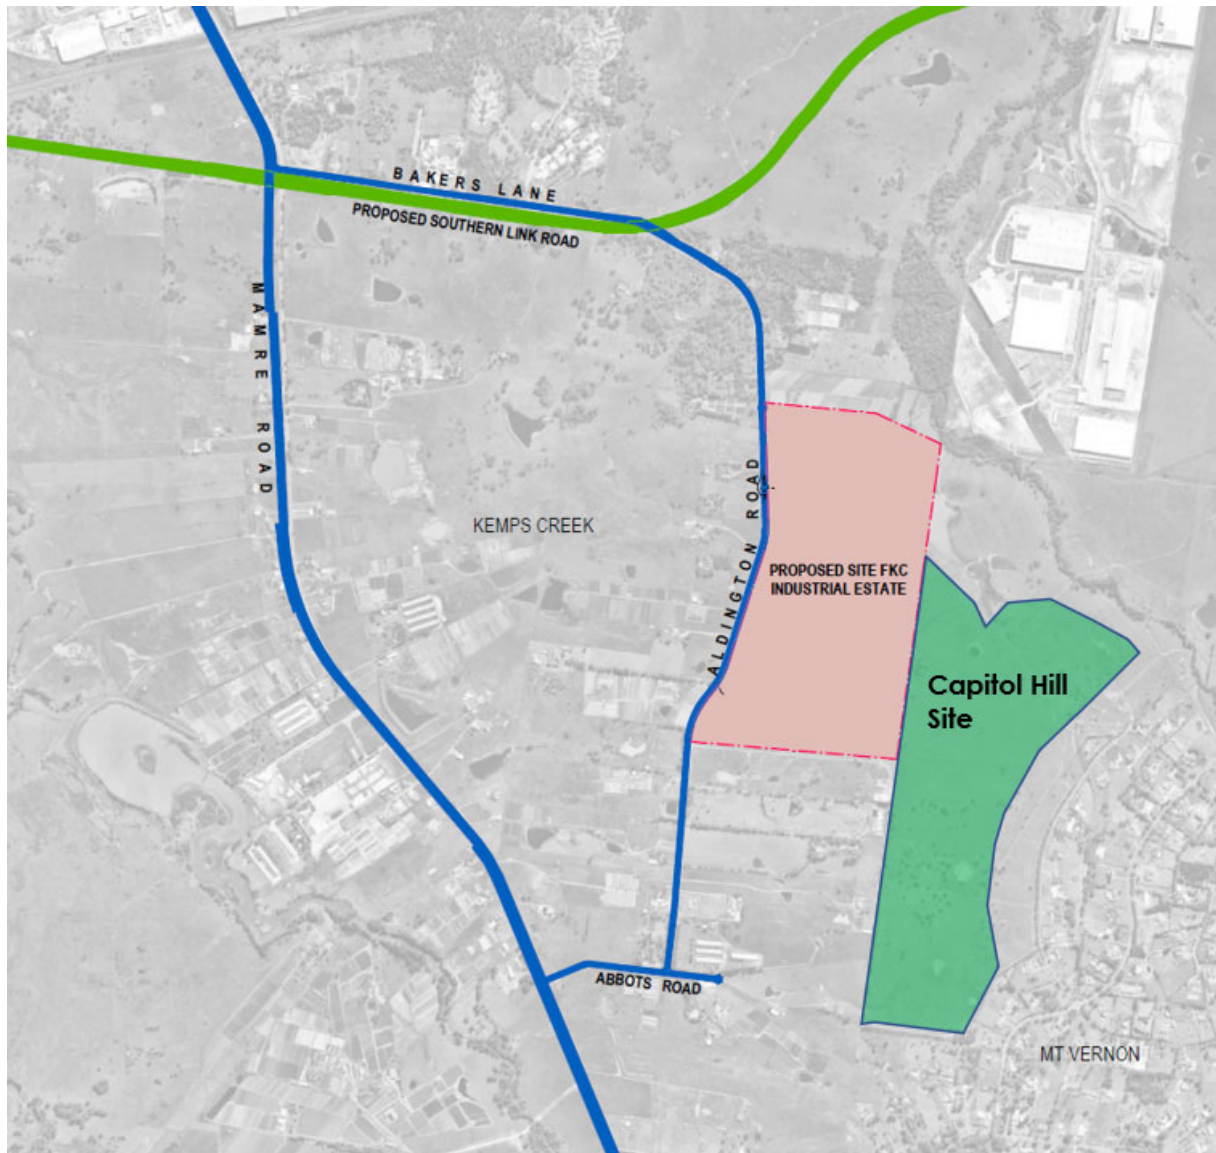 BAKERS LANE
PROPOSED SOUTHERN LINK ROAD
MAMRE ROAD
KEMPS CREEK
ALDINGTON ROAD
PROPOSED SITE FKC
INDUSTRIAL ESTATE
Capitol Hill
Site
ABBOTS ROAD
MT VERNON